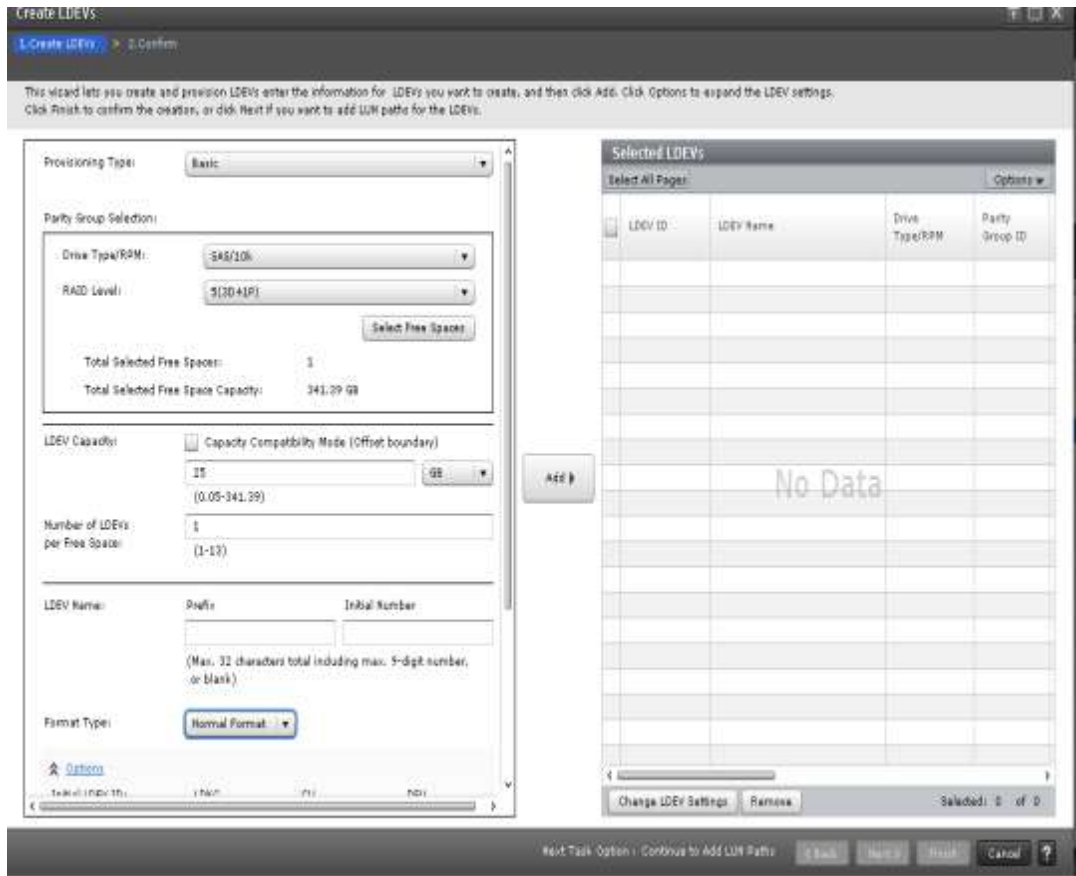 Create LDEVs
1.Create LDEVs > 2.Confirm
This wizard lets you create and provision LDEVs enter the information for LDEVs you want to create, and then click Add. Click Options to expand the LDEV settings.
Click Finish to confirm the creation, or click Next if you want to add LUN paths for the LDEVs.
Provisioning Type: Basic
Parity Group Selection:
Drive Type/RPM: SAS/10k
RAID Level: 5(3D+1P)
Select Free Spaces
Total Selected Free Spaces: 1
Total Selected Free Space Capacity: 341.39 GB
LDEV Capacity: Capacity Compatibility Mode (Offset boundary)
25 GB
(0.05-341.39)
Number of LDEVs
per Free Space:
1
(1-13)
LDEV Name: Prefix Initial Number
(Max. 32 characters total including max. 9-digit number,
or blank)
Format Type: Normal Format
Options
Initial LDEV ID: LDKC CU DEV
Add
Selected LDEVs
Select All Pages Options
LDEV ID LDEV Name Drive Type/RPM Parity Group ID
No Data
Change LDEV Settings Remove Selected: 0 of 0
Next Task Option : Continue to Add LUN Paths Back Next Finish Cancel ?